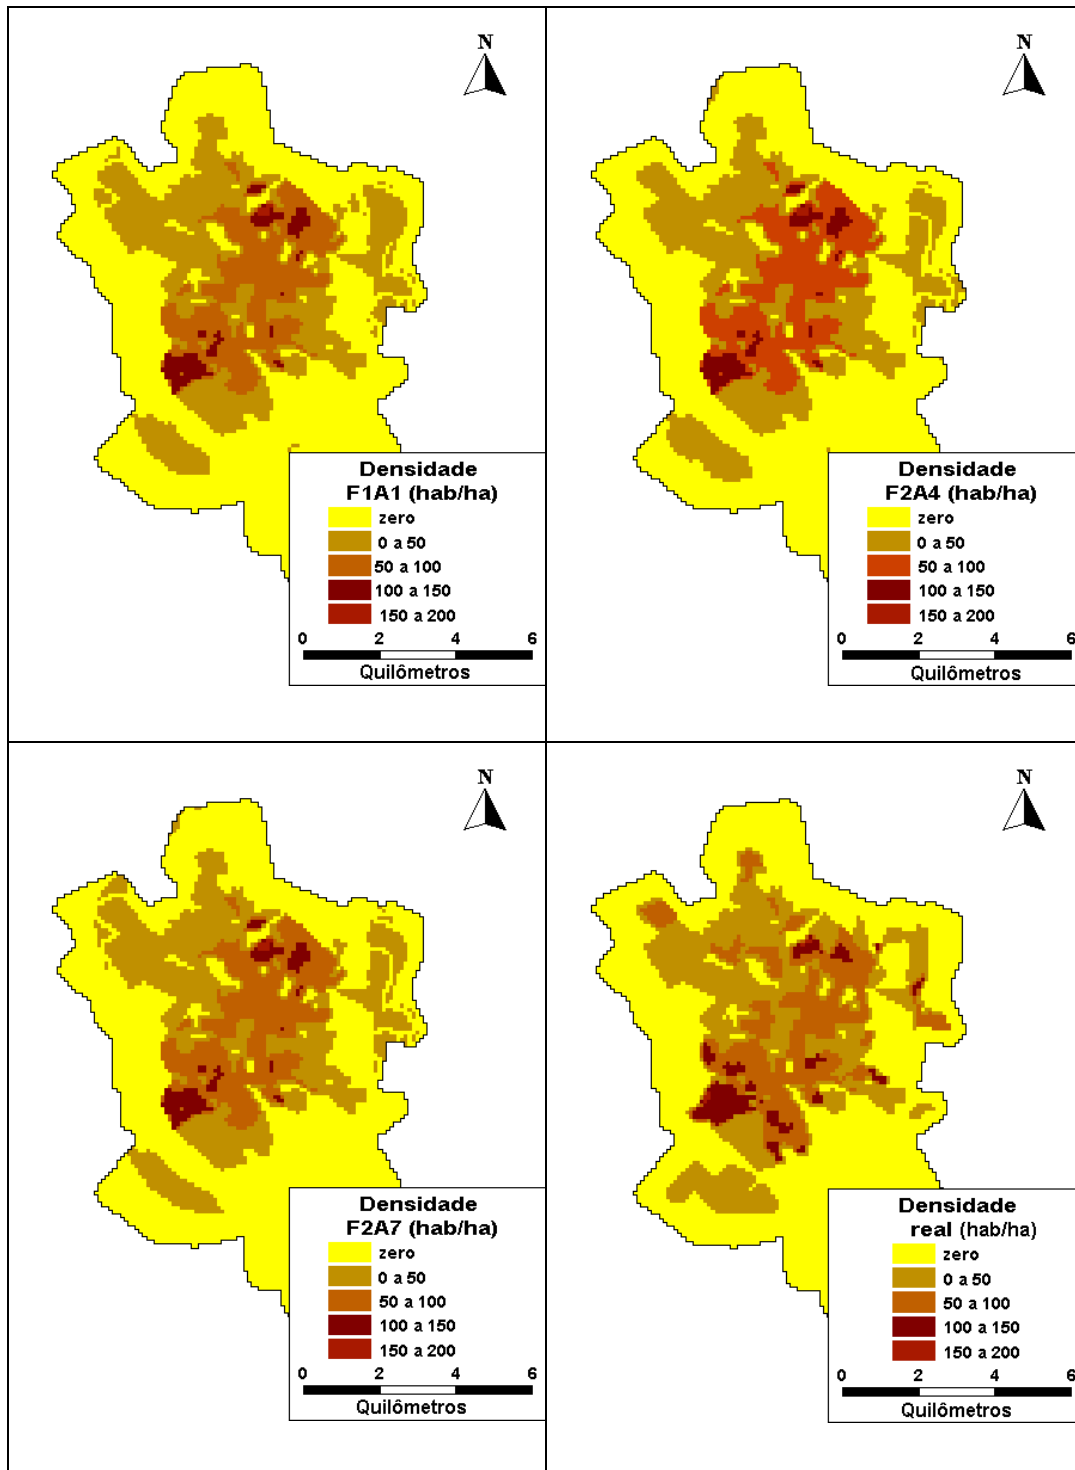 N
Densidade
F1A1 (hab/ha)
zero
0 a 50
50 a 100
100 a 150
150 a 200
0 2 4 6
Quilômetros
N
Densidade
F2A4 (hab/ha)
zero
0 a 50
50 a 100
100 a 150
150 a 200
0 2 4 6
Quilômetros
N
Densidade
F2A7 (hab/ha)
zero
0 a 50
50 a 100
100 a 150
150 a 200
0 2 4 6
Quilômetros
N
Densidade
real (hab/ha)
zero
0 a 50
50 a 100
100 a 150
150 a 200
0 2 4 6
Quilômetros